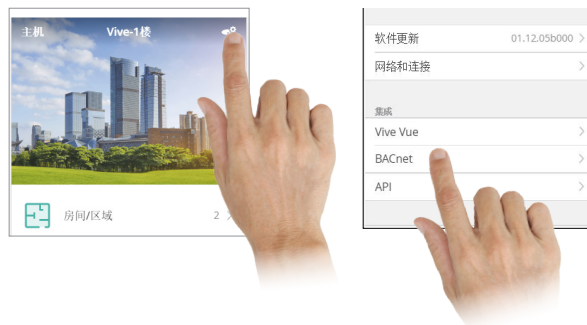 主机
Vive-1楼
房间/区域
2
软件更新
01.12.05b000
网络和连接
集成
Vive Vue
BACnet
API